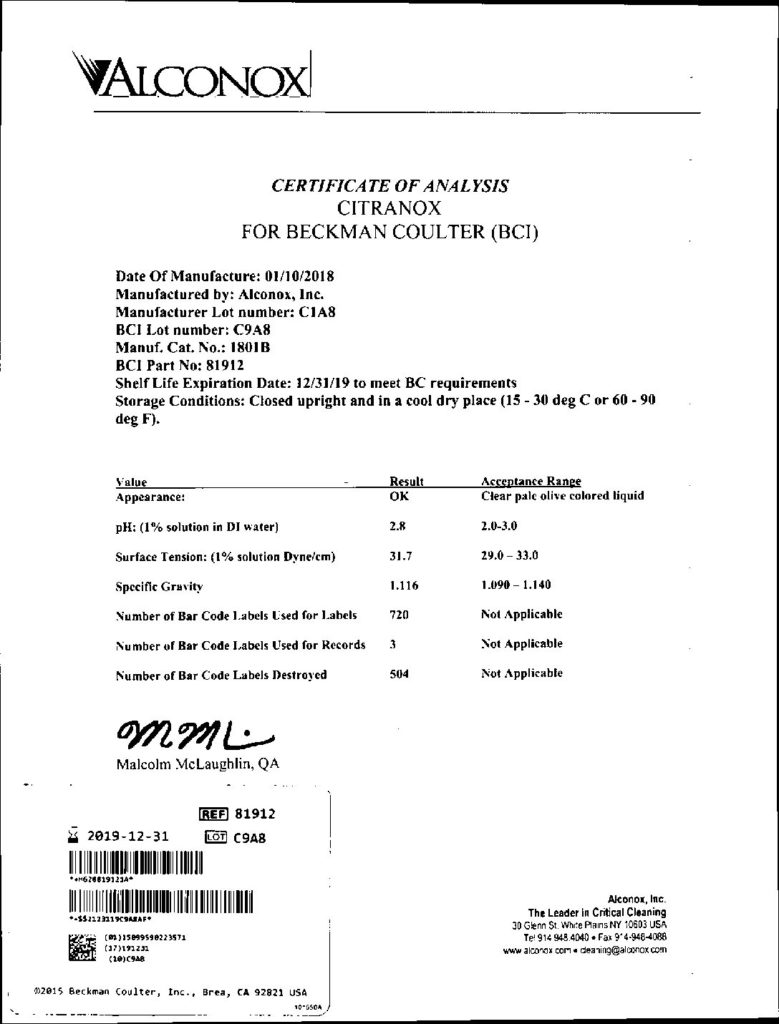 ALCONOX
CERTIFICATE OF ANALYSIS
CITRANOX
FOR BECKMAN COULTER (BCI)
Date Of Manufacture: 01/10/2018
Manufactured by: Alconox, Inc.
Manufacturer Lot number: C1A8
BCI Lot number: C9A8
Manuf. Cat. No.: 1801B
BCI Part No: 81912
Shelf Life Expiration Date: 12/31/19 to meet BC requirements
Storage Conditions: Closed upright and in a cool dry place (15 - 30 deg C or 60 - 90
deg F).
Value Result Acceptance Range
Appearance: OK Clear pale olive colored liquid
pH: (1% solution in DI water) 2.8 2.0-3.0
Surface Tension: (1% solution Dyne/cm) 31.7 29.0 – 33.0
Specific Gravity 1.116 1.090 – 1.140
Number of Bar Code Labels Used for Labels 720 Not Applicable
Number of Bar Code Labels Used for Records 3 Not Applicable
Number of Bar Code Labels Destroyed 504 Not Applicable
Malcolm McLaughlin, QA
REF 81912
2019-12-31 LOT C9A8
(01)15099590223571
(17)191231
(10)C9A8
©2015 Beckman Coulter, Inc., Brea, CA 92821 USA
Alconox, Inc.
The Leader in Critical Cleaning
30 Glenn St. White Plains NY 10603 USA
Tel 914.948.4040 • Fax 914-948-4088
www.alconox.com • cleaning@alconox.com